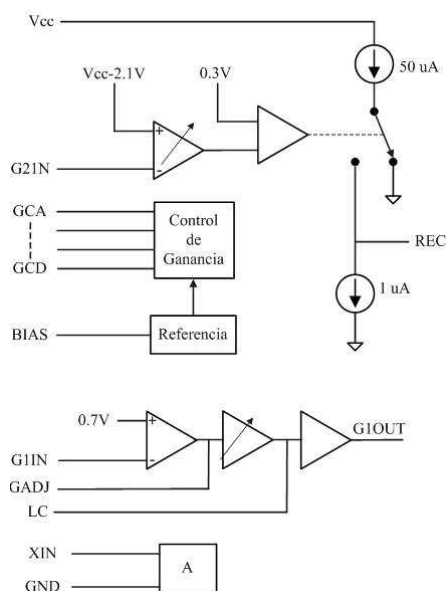 Vcc
50 uA
Vcc-2.1V
0.3V
+
-
G21N
GCA
GCD
Control
de
Ganancia
REC
1 uA
BIAS
Referencia
0.7V
+
-
G1OUT
G1IN
GADJ
LC
XIN
A
GND